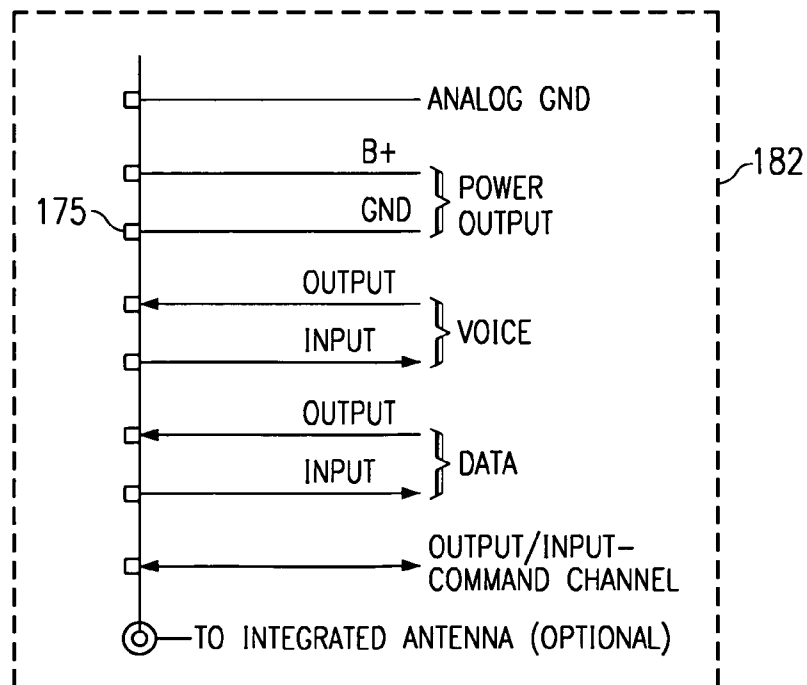 ANALOG GND
B+
182
175
GND
POWER
OUTPUT
OUTPUT
VOICE
INPUT
OUTPUT
DATA
INPUT
OUTPUT/INPUT-
COMMAND CHANNEL
TO INTEGRATED ANTENNA (OPTIONAL)